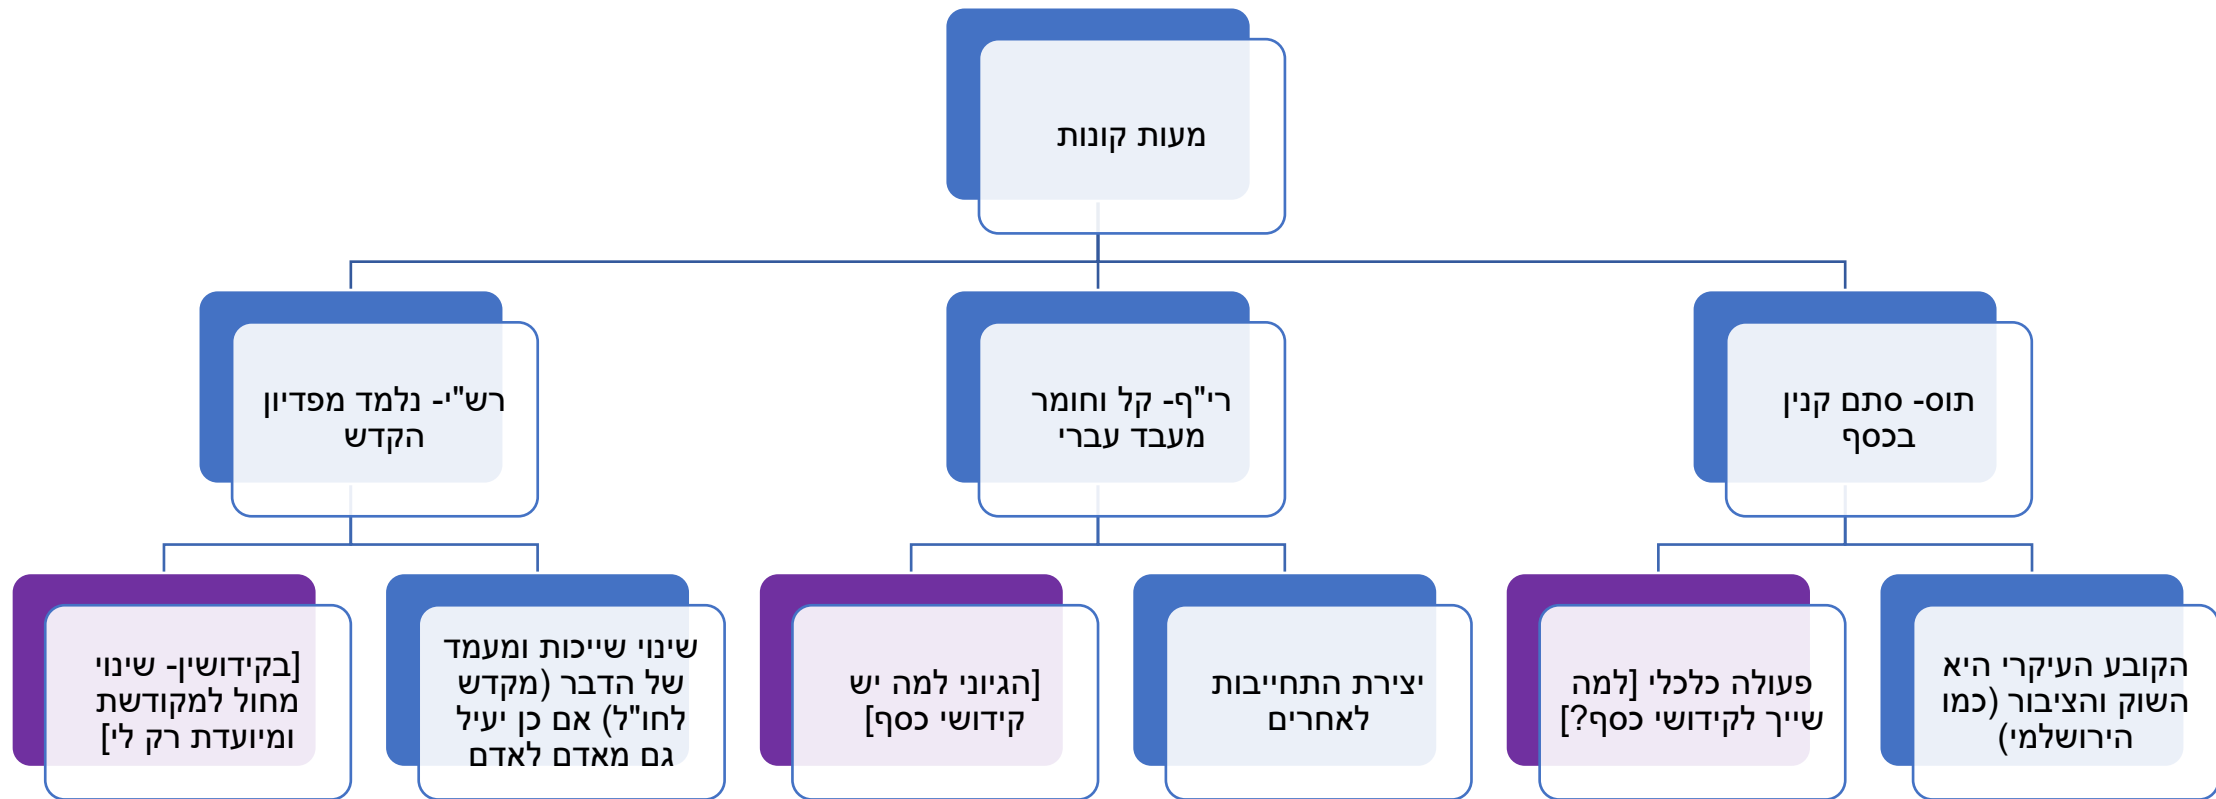 מעות קונות
תוס- סתם קנין
בכסף
רי"ף- קל וחומר
מעבד עברי
רש"י- נלמד מפדיון
הקדש
הקובע העיקרי היא
השוק והציבור (כמו
הירושלמי)
פעולה כלכלי [למה
שייך לקידושי כסף?]
יצירת התחייבות
לאחרים
[הגיוני למה יש
קידושי כסף]
שינוי שייכות ומעמד
של הדבר (מקדש
לחו"ל) אם כן יעיל
גם מאדם לאדם
[בקידושין- שינוי
מחול למקודשת
ומיועדת רק לי]